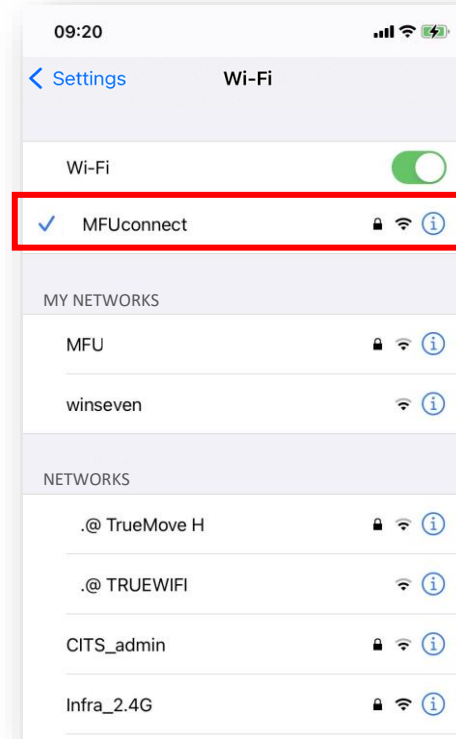 09:20
Settings
Wi-Fi
Wi-Fi
MFUconnect
MY NETWORKS
MFU
winseven
NETWORKS
.@ TrueMove H
.@ TRUEWIFI
CITS_admin
Infra_2.4G